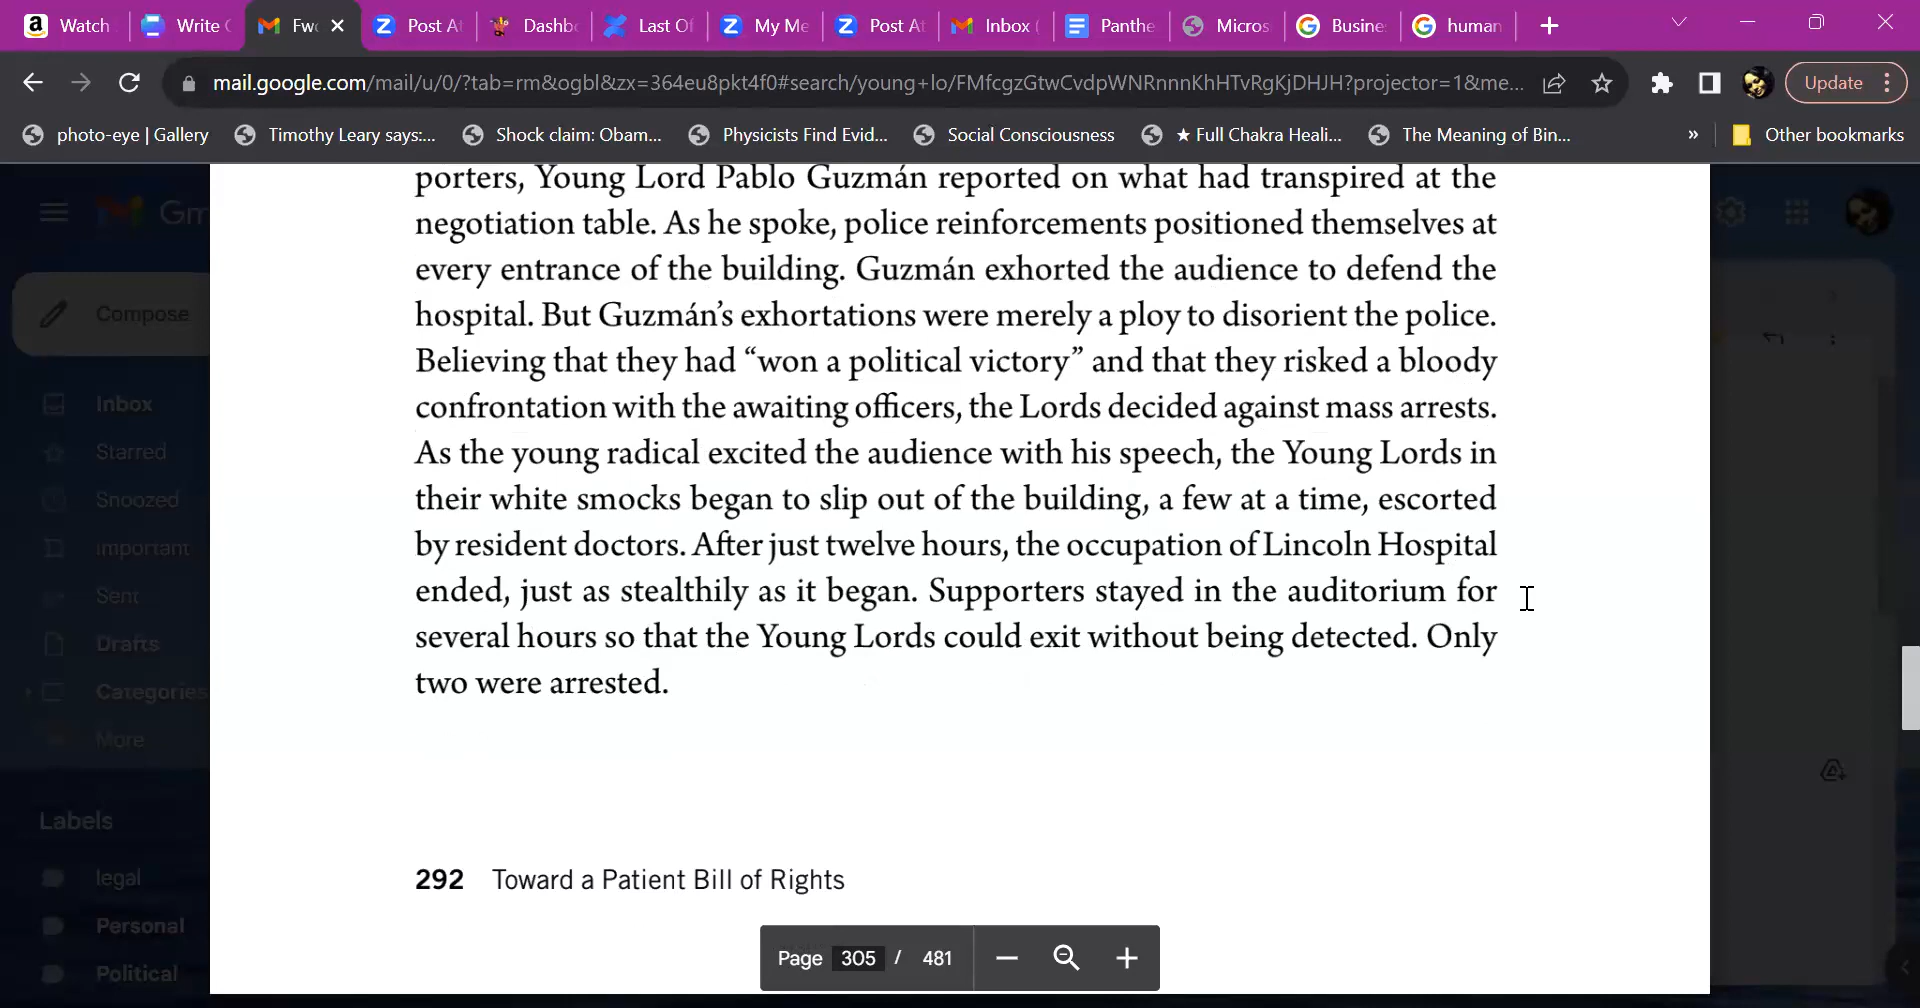 Watch
Write C
Fwd
Post At
Dashb
Last Of
My Me
Post At
Inbox (
Panthe
Micros
Busine
human
mail.google.com/mail/u/0/?tab=rm&ogbl&zx=364eu8pkt4f0#search/young+lo/FMfcgzGtwCvdpWNRnnnKhHTvRgKjDHJH?projector=1&me...
Update
photo-eye | Gallery
Timothy Leary says:...
Shock claim: Obam...
Physicists Find Evid...
Social Consciousness
★ Full Chakra Heali...
The Meaning of Bin...
»
Other bookmarks
Gm
Compose
Inbox
Starred
Snoozed
Important
Sent
Drafts
Categories
More
Labels
legal
Personal
Political
porters, Young Lord Pablo Guzmán reported on what had transpired at the
negotiation table. As he spoke, police reinforcements positioned themselves at
every entrance of the building. Guzmán exhorted the audience to defend the
hospital. But Guzmán’s exhortations were merely a ploy to disorient the police.
Believing that they had “won a political victory” and that they risked a bloody
confrontation with the awaiting officers, the Lords decided against mass arrests.
As the young radical excited the audience with his speech, the Young Lords in
their white smocks began to slip out of the building, a few at a time, escorted
by resident doctors. After just twelve hours, the occupation of Lincoln Hospital
ended, just as stealthily as it began. Supporters stayed in the auditorium for
several hours so that the Young Lords could exit without being detected. Only
two were arrested.
292 Toward a Patient Bill of Rights
Page 305 / 481